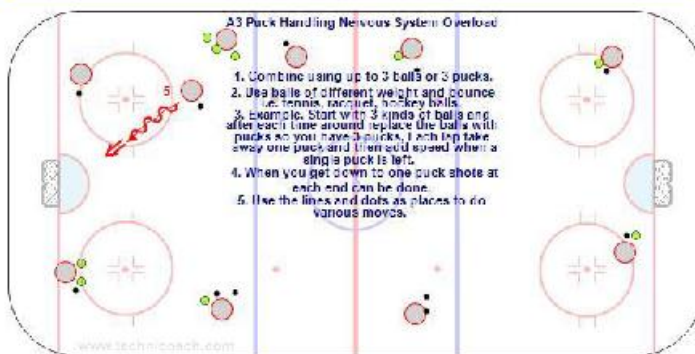 A3 Puck Handling Nervous System Overload
1. Combine using up to 3 balls or 3 pucks.
2. Use balls of different weight and bounce
i.e. tennis, racquet, hockey balls.
3. Example. Start with 3 kinds of balls and
after each time around replace the balls with
pucks so you have 3 pucks, Each lap take
away one puck and then add speed when a
single puck is left.
4. When you get down to one puck shots at
each end can be done.
5. Use the lines and dots as places to do
various moves.
5
www.technicoach.com